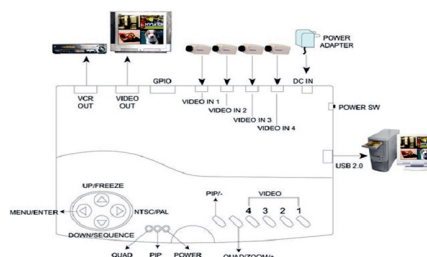 POWER
ADAPTER
GPIO
DC IN
VCR
OUT
VIDEO
OUT
VIDEO IN 1
VIDEO IN 2
VIDEO IN 3
VIDEO IN 4
POWER SW
USB 2.0
UP/FREEZE
MENU/ENTER
NTSC/PAL
DOWN/SEQUENCE
PIP/-
VIDEO
4 3 2 1
QUAD PIP POWER
QUAD/ZOOM/+